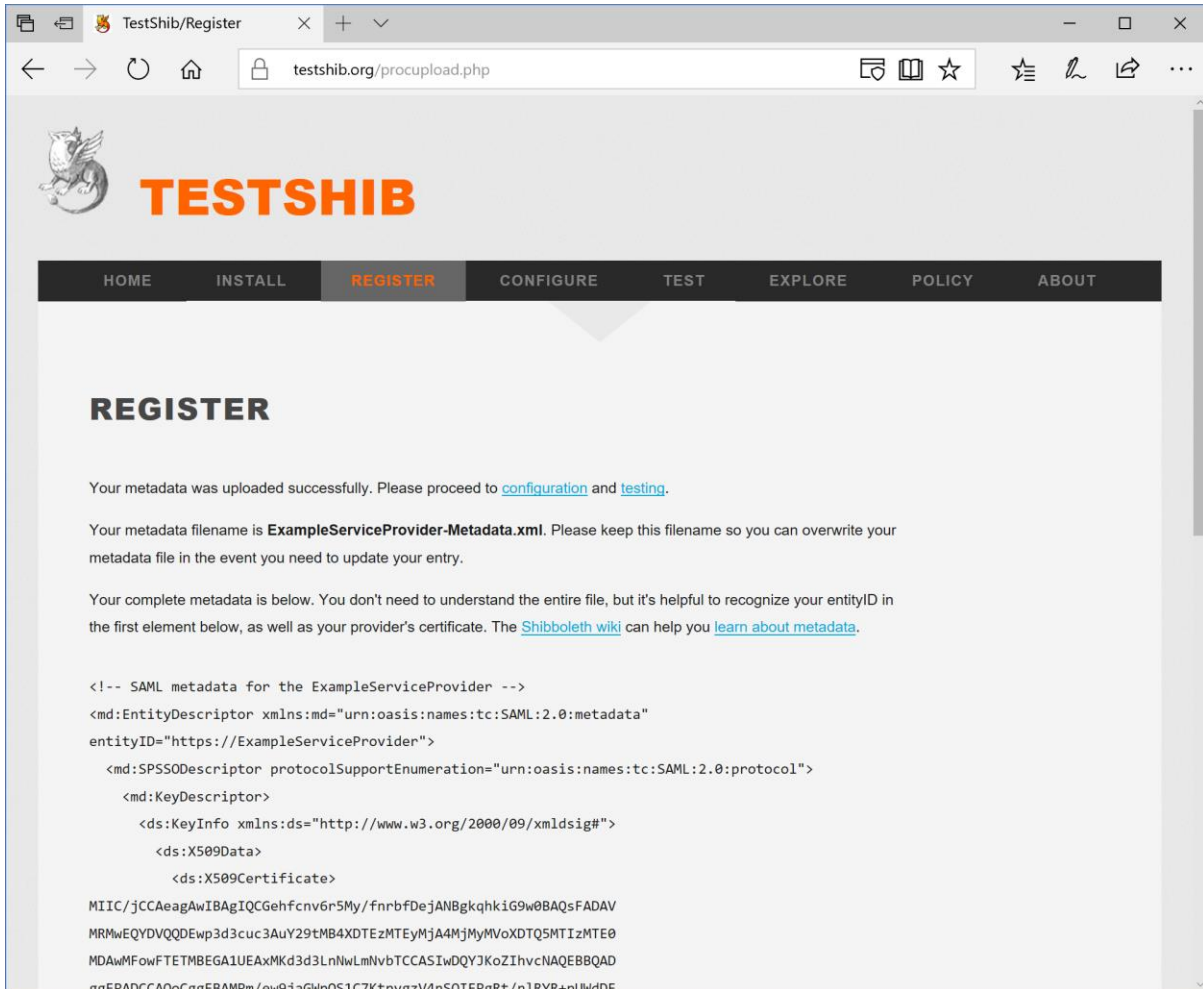 TestShib/Register
testshib.org/procupload.php
TESTSHIB
HOME INSTALL REGISTER CONFIGURE TEST EXPLORE POLICY ABOUT
REGISTER
Your metadata was uploaded successfully. Please proceed to configuration and testing.
Your metadata filename is ExampleServiceProvider-Metadata.xml. Please keep this filename so you can overwrite your
metadata file in the event you need to update your entry.
Your complete metadata is below. You don't need to understand the entire file, but it's helpful to recognize your entityID in
the first element below, as well as your provider's certificate. The Shibboleth wiki can help you learn about metadata.
<!-- SAML metadata for the ExampleServiceProvider -->
<md:EntityDescriptor xmlns:md="urn:oasis:names:tc:SAML:2.0:metadata"
entityID="https://ExampleServiceProvider">
<md:SPSSODescriptor protocolSupportEnumeration="urn:oasis:names:tc:SAML:2.0:protocol">
<md:KeyDescriptor>
<ds:KeyInfo xmlns:ds="http://www.w3.org/2000/09/xmldsig#">
<ds:X509Data>
<ds:X509Certificate>
MIIC/jCCAeagAwIBAgIQCGehfcnv6r5My/fnrbfDejANBgkqhkiG9w0BAQsFADAV
MRMwEQYDVQQDEwp3d3cuc3AuY29tMB4XDTEzMTEyMjA4MjMyMVoXDTQ5MTIzMTE0
MDAwMFowFTETMBEGA1UEAxMKd3d3LnNwLmNvbTCCASIwDQYJKoZIhvcNAQEBBQAD